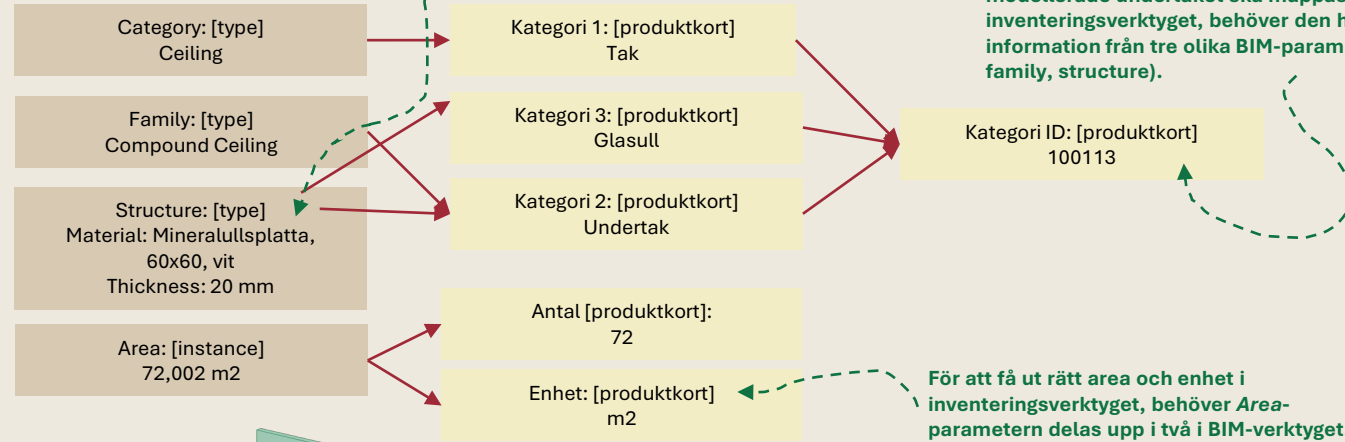 Category: [type]
Ceiling
Family: [type]
Compound Ceiling
Structure: [type]
Material: Mineralullsplatta,
60x60, vit
Thickness: 20 mm
Area: [instance]
72,002 m2
Kategori 1: [produktkort]
Tak
Kategori 3: [produktkort]
Glasull
Kategori 2: [produktkort]
Undertak
Antal [produktkort]:
72
Enhet: [produktkort]
m2
inventeringsverktyget, behöver den
information från tre olika
family, structure).
Kategori ID: [produktkort]
100113
För att få ut rätt area och enhet i
inventeringsverktyget, behöver Area-
parametern delas upp i två i BIM-verktyget